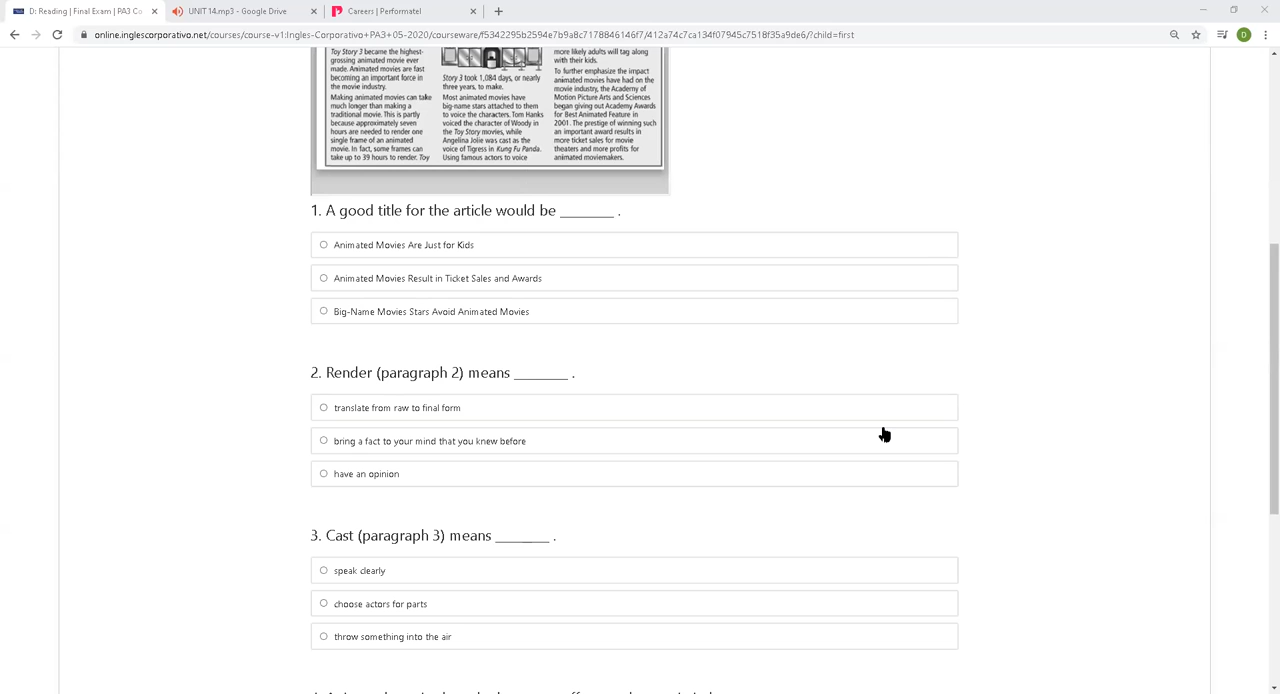 D: Reading | Final Exam | PA3 Co
UNIT 14.mp3 - Google Drive
Careers | Performatel
online.inglescorporativo.net/courses/course-v1:Ingles-Corporativo+PA3+05-2020/courseware/f5342295b2594e7b9a8c7178846146f7/412a74c7ca134f07945c7518f35a9de6/?child=first
D
Toy Story 3 became the highest-
grossing animated movie ever
made. Animated movies are fast
becoming an important force in
the movie industry.
Making animated movies can take
much longer than making a
traditional movie. This is partly
because approximately seven
hours are needed to render one
single frame of an animated
movie. In fact, some frames can
take up to 39 hours to render. Toy
Story 3 took 1,084 days, or nearly
three years, to make.
Most animated movies have
big-name stars attached to them
to voice the characters. Tom Hanks
voiced the character of Woody in
the Toy Story movies, while
Angelina Jolie was cast as the
voice of Tigress in Kung Fu Panda.
Using famous actors to voice
more likely adults will tag along
with their kids.
To further emphasize the impact
animated movies have had on the
movie industry, the Academy of
Motion Picture Arts and Sciences
began giving out Academy Awards
for Best Animated Feature in
2001. The prestige of winning such
an important award results in
more ticket sales for movie
theaters and more profits for
animated moviemakers.
1. A good title for the article would be ________ .
Animated Movies Are Just for Kids
Animated Movies Result in Ticket Sales and Awards
Big-Name Movies Stars Avoid Animated Movies
2. Render (paragraph 2) means ________ .
translate from raw to final form
bring a fact to your mind that you knew before
have an opinion
3. Cast (paragraph 3) means ________ .
speak clearly
choose actors for parts
throw something into the air